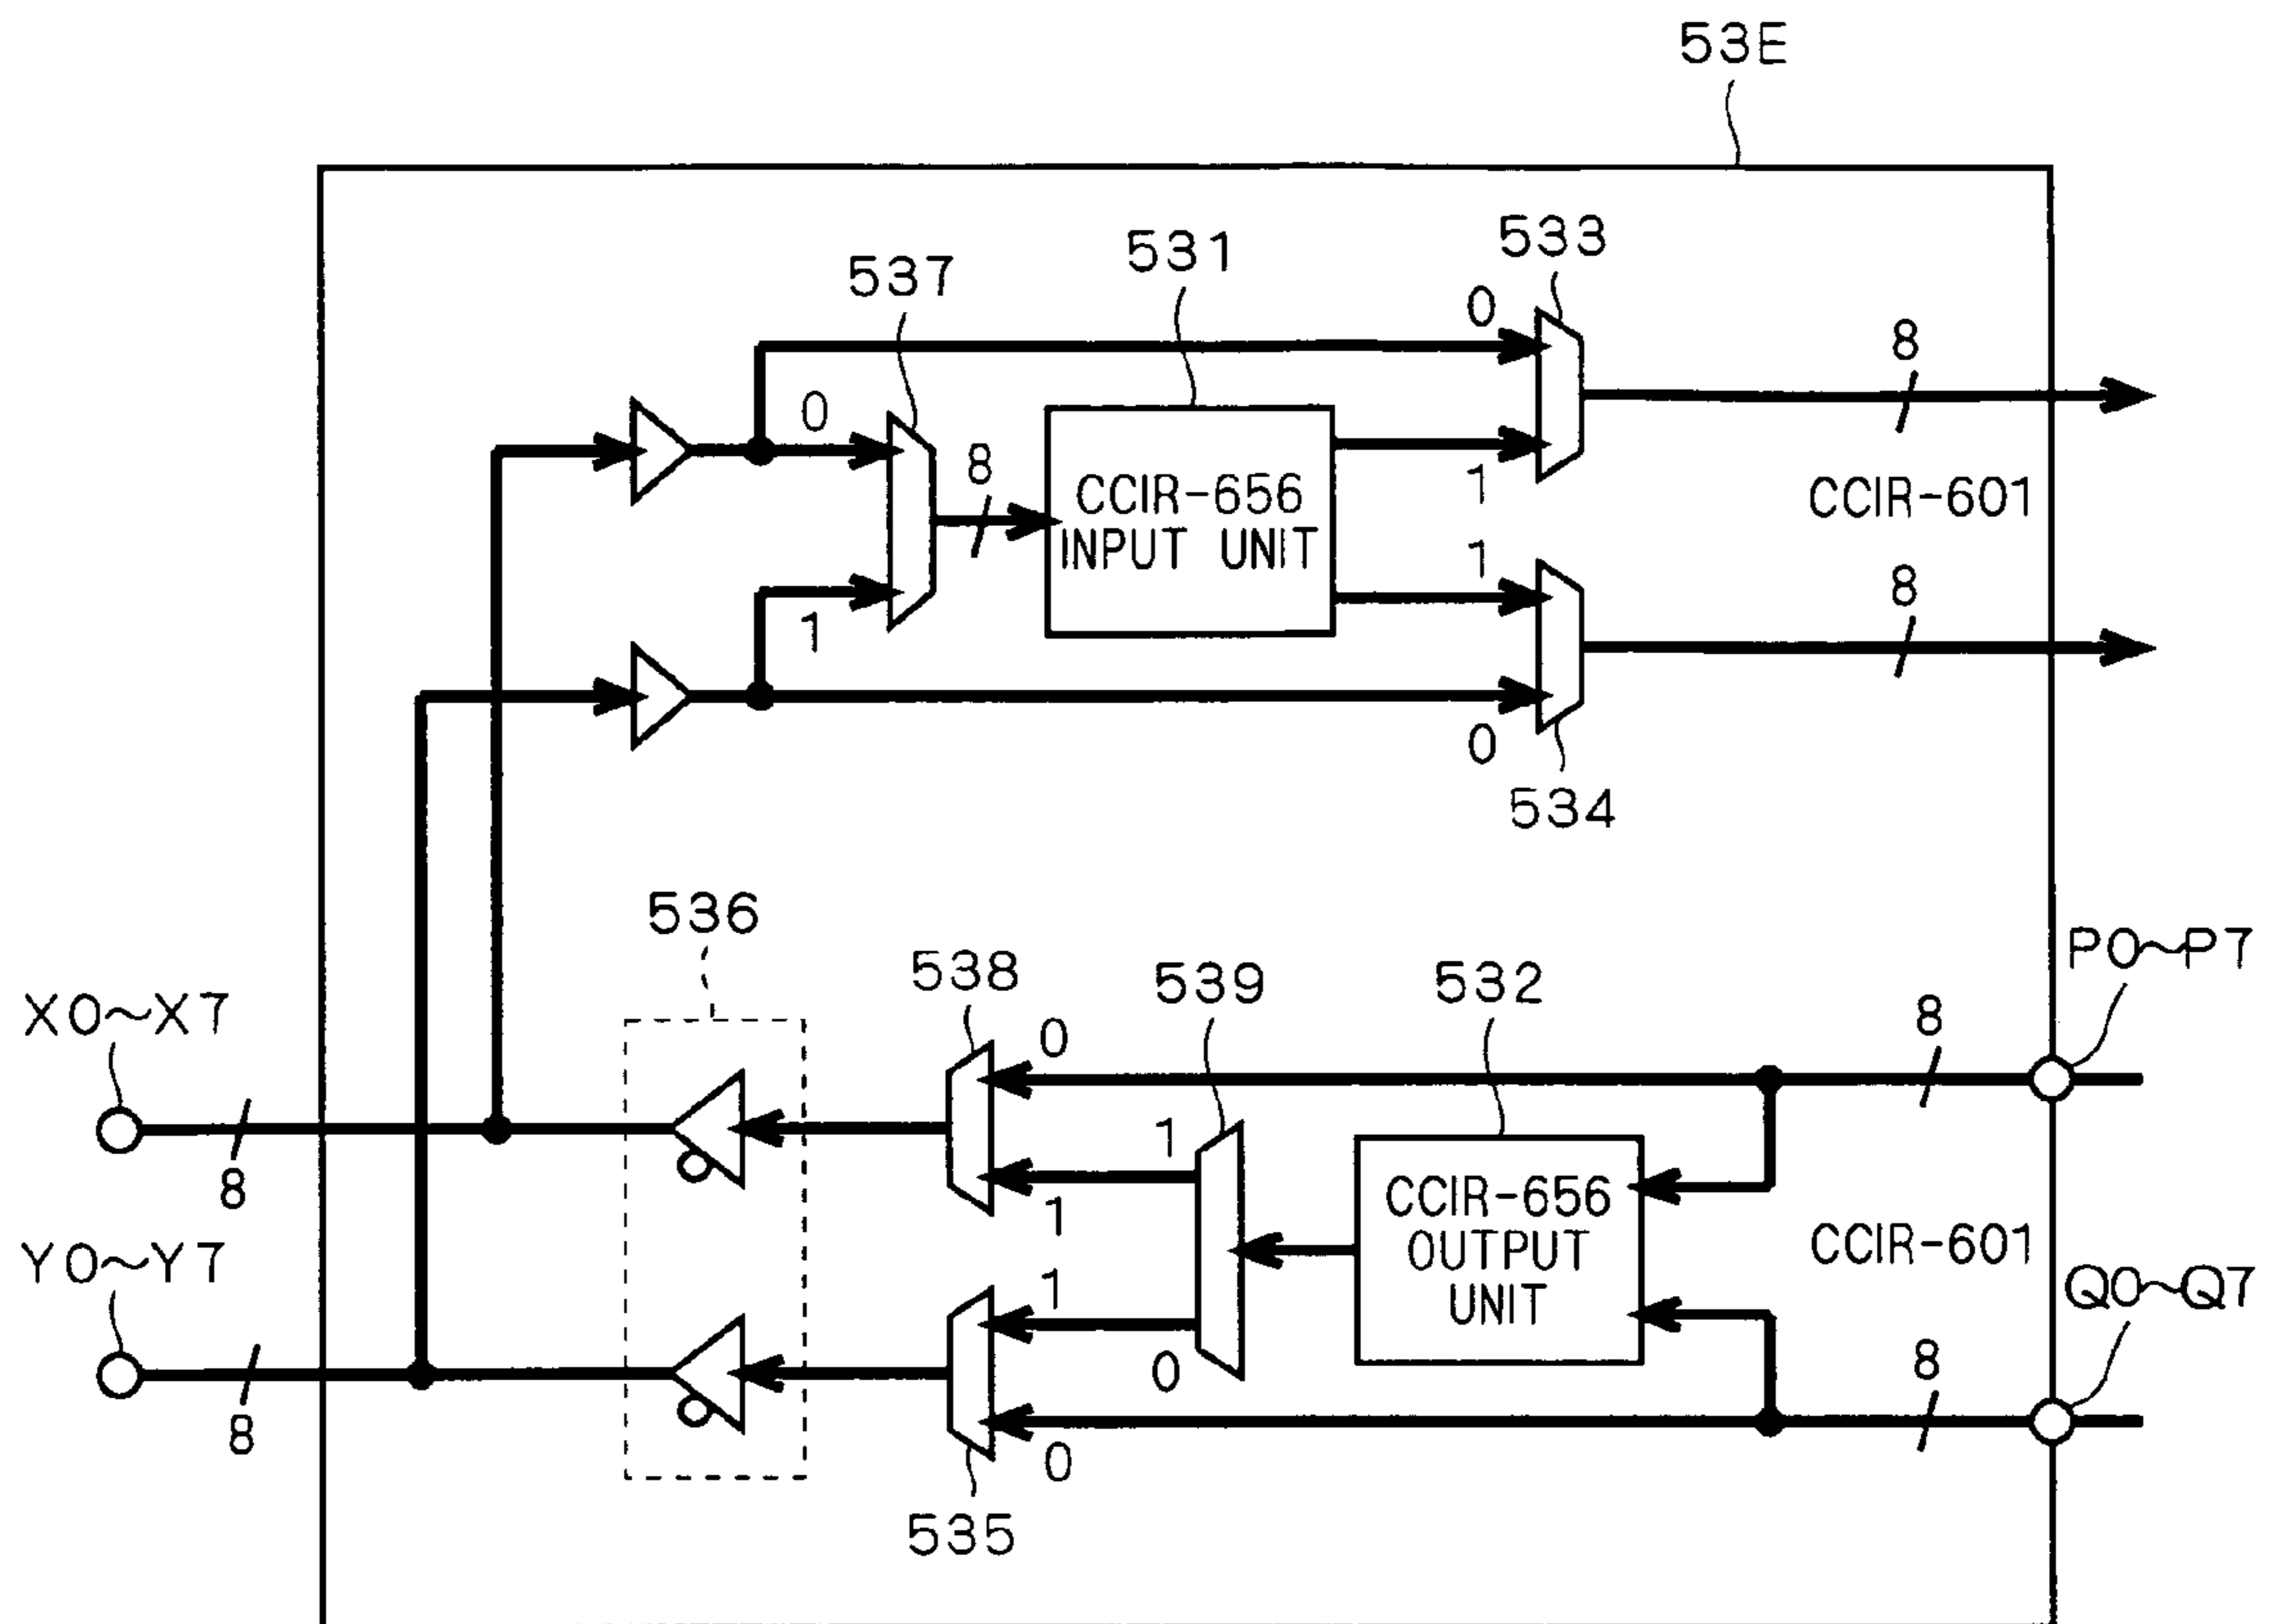 53E
533
531
537
0
8
0
8
CCIR-656
INPUT UNIT
1
CCIR-601
1
8
1
0
534
536
538
539
532
P0~P7
X0~X7
0
8
1
8
CCIR-656
OUTPUT
UNIT
1
CCIR-601
Y0~Y7
1
Q0~Q7
0
8
8
0
535